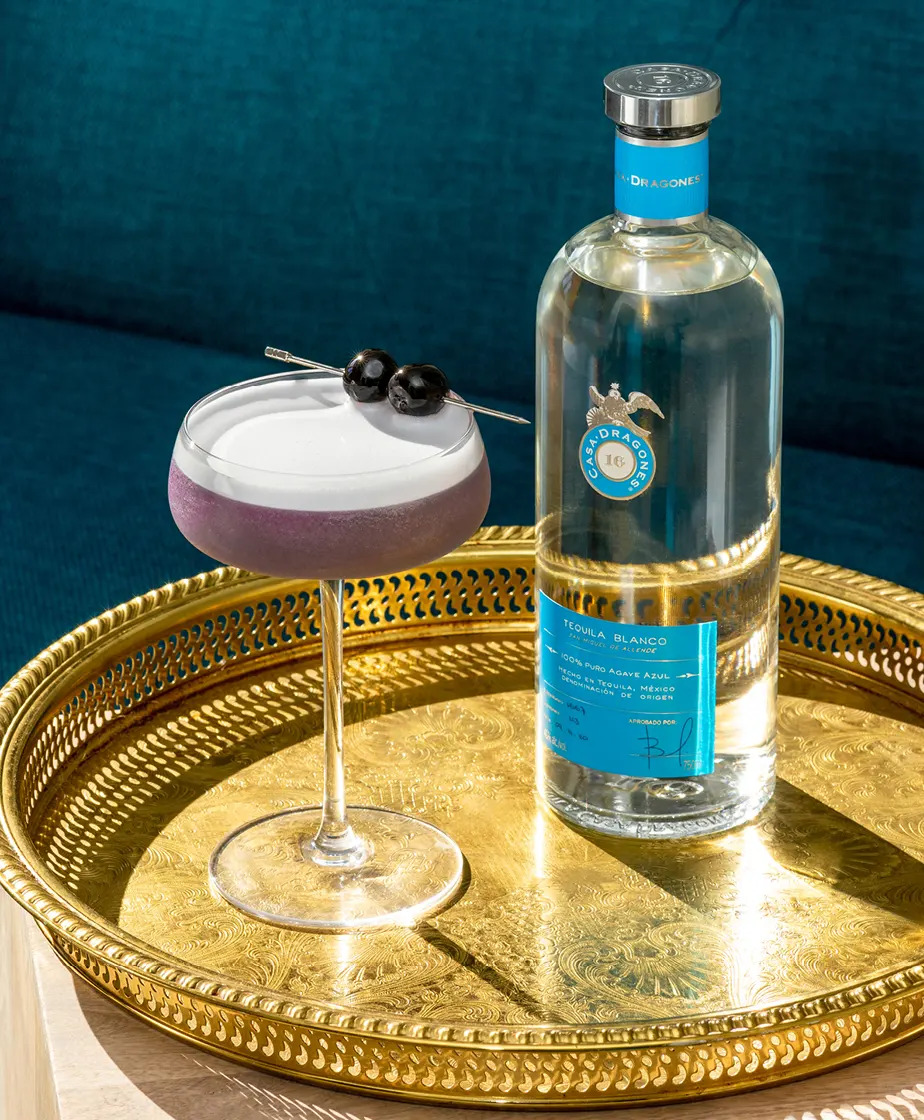 A·DRAGONES
CASA·DRAGONES®
16
TEQUILA BLANCO
SAN MIGUEL DE ALLENDE
100% PURO AGAVE AZUL
HECHO EN TEQUILA, MÉXICO
DENOMINACIÓN DE ORIGEN
APROBADO POR: